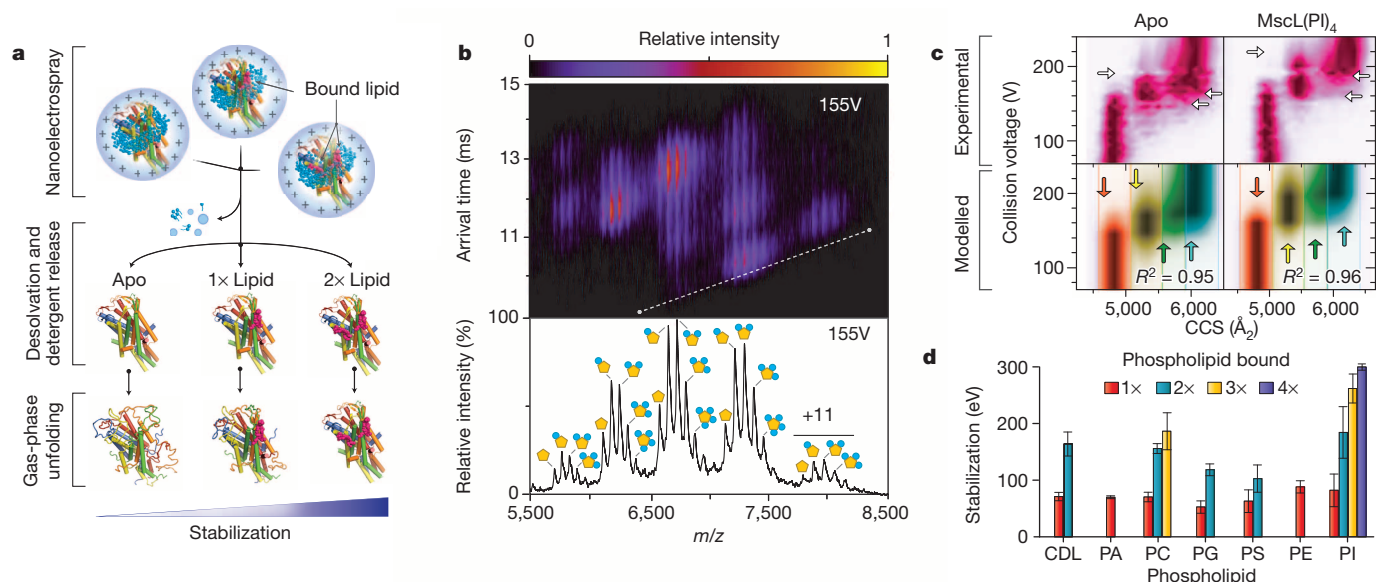 a
Nanoelectrospray
Bound lipid
Desolvation and
detergent release
Apo
1× Lipid
2× Lipid
Gas-phase
unfolding
Stabilization
b
0
Relative intensity
1
Arrival time (ms)
15
13
11
155V
Relative intensity (%)
100
50
0
155V
+11
5,500
6,500
7,500
8,500
m/z
c
Apo
MscL(PI)4
Experimental
Modelled
Collision voltage (V)
200
100
200
100
R2 = 0.95
R2 = 0.96
5,000
6,000
5,000
6,000
CCS (Å2)
d
Phospholipid bound
1×
2×
3×
4×
Stabilization (eV)
300
200
100
0
CDL
PA
PC
PG
PS
PE
PI
Phospholipid